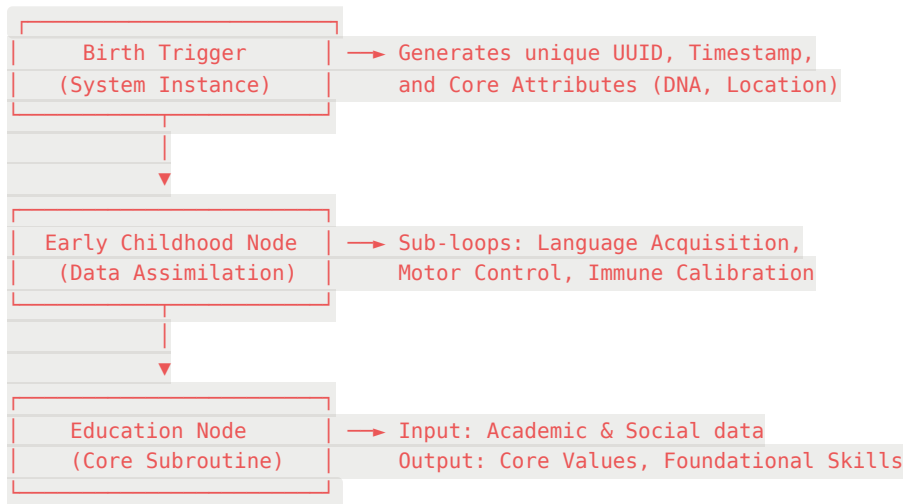 Birth Trigger ──► Generates unique UUID, Timestamp,
(System Instance) and Core Attributes (DNA, Location)
Early Childhood Node ──► Sub-loops: Language Acquisition,
(Data Assimilation) Motor Control, Immune Calibration
Education Node ──► Input: Academic & Social data
(Core Subroutine) Output: Core Values, Foundational Skills